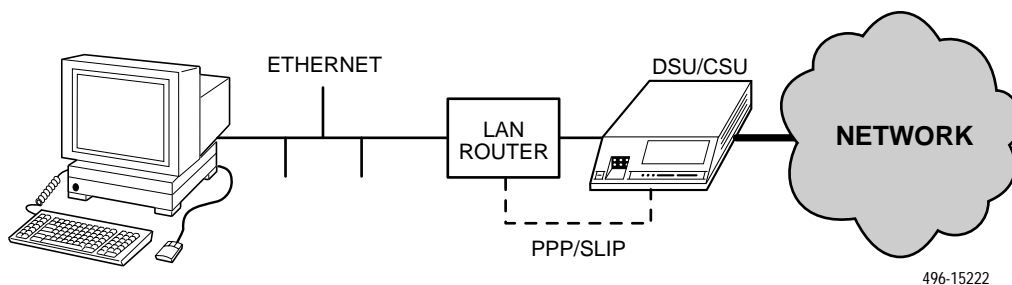 ETHERNET
DSU/CSU
LAN
ROUTER
NETWORK
PPP/SLIP
496-15222